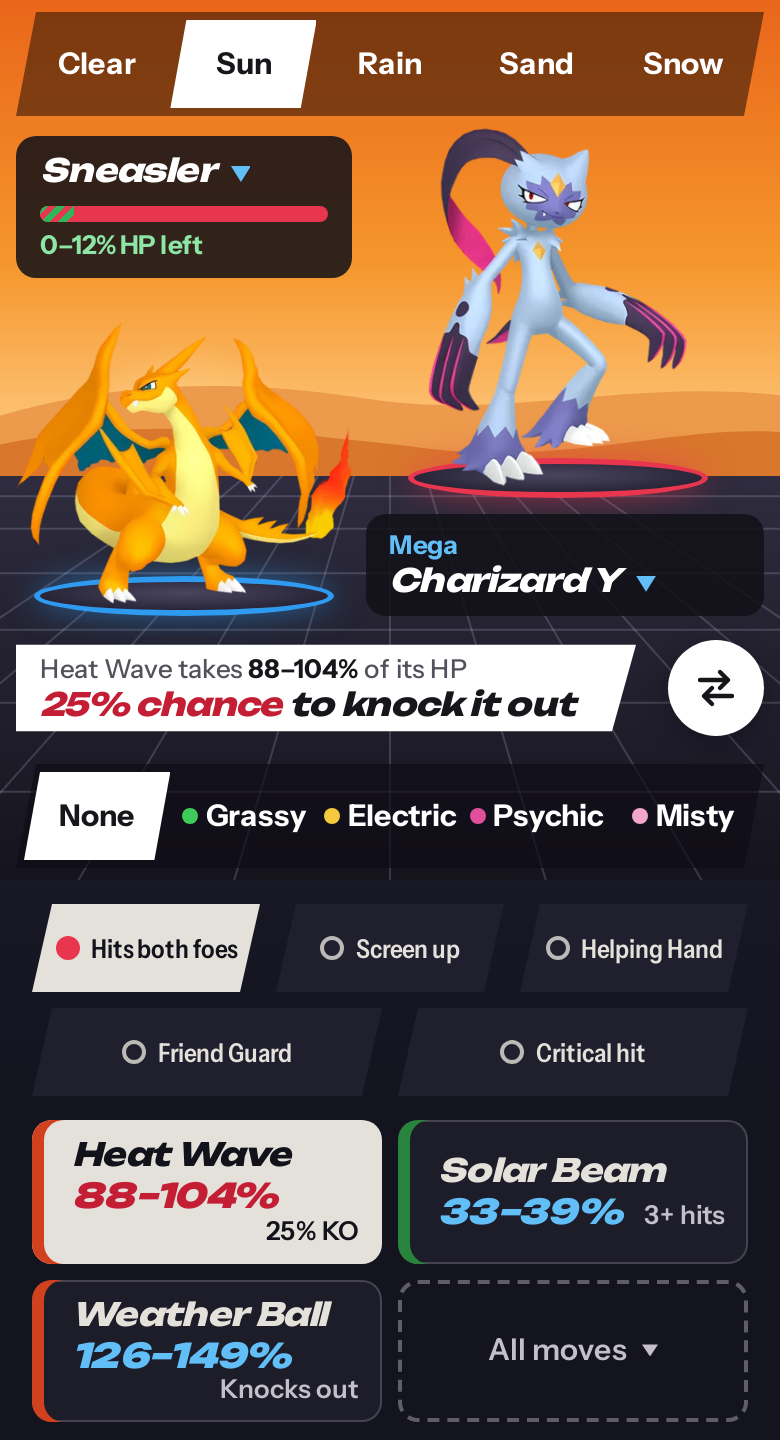 Clear Sun Rain Sand Snow
Sneasler ▼
0–12% HP left
Mega
Charizard Y ▼
Heat Wave takes 88–104% of its HP
25% chance to knock it out
None Grassy Electric Psychic Misty
Hits both foes Screen up Helping Hand
Friend Guard Critical hit
Heat Wave
88–104%
25% KO
Solar Beam
33–39% 3+ hits
Weather Ball
126–149%
Knocks out
All moves ▼